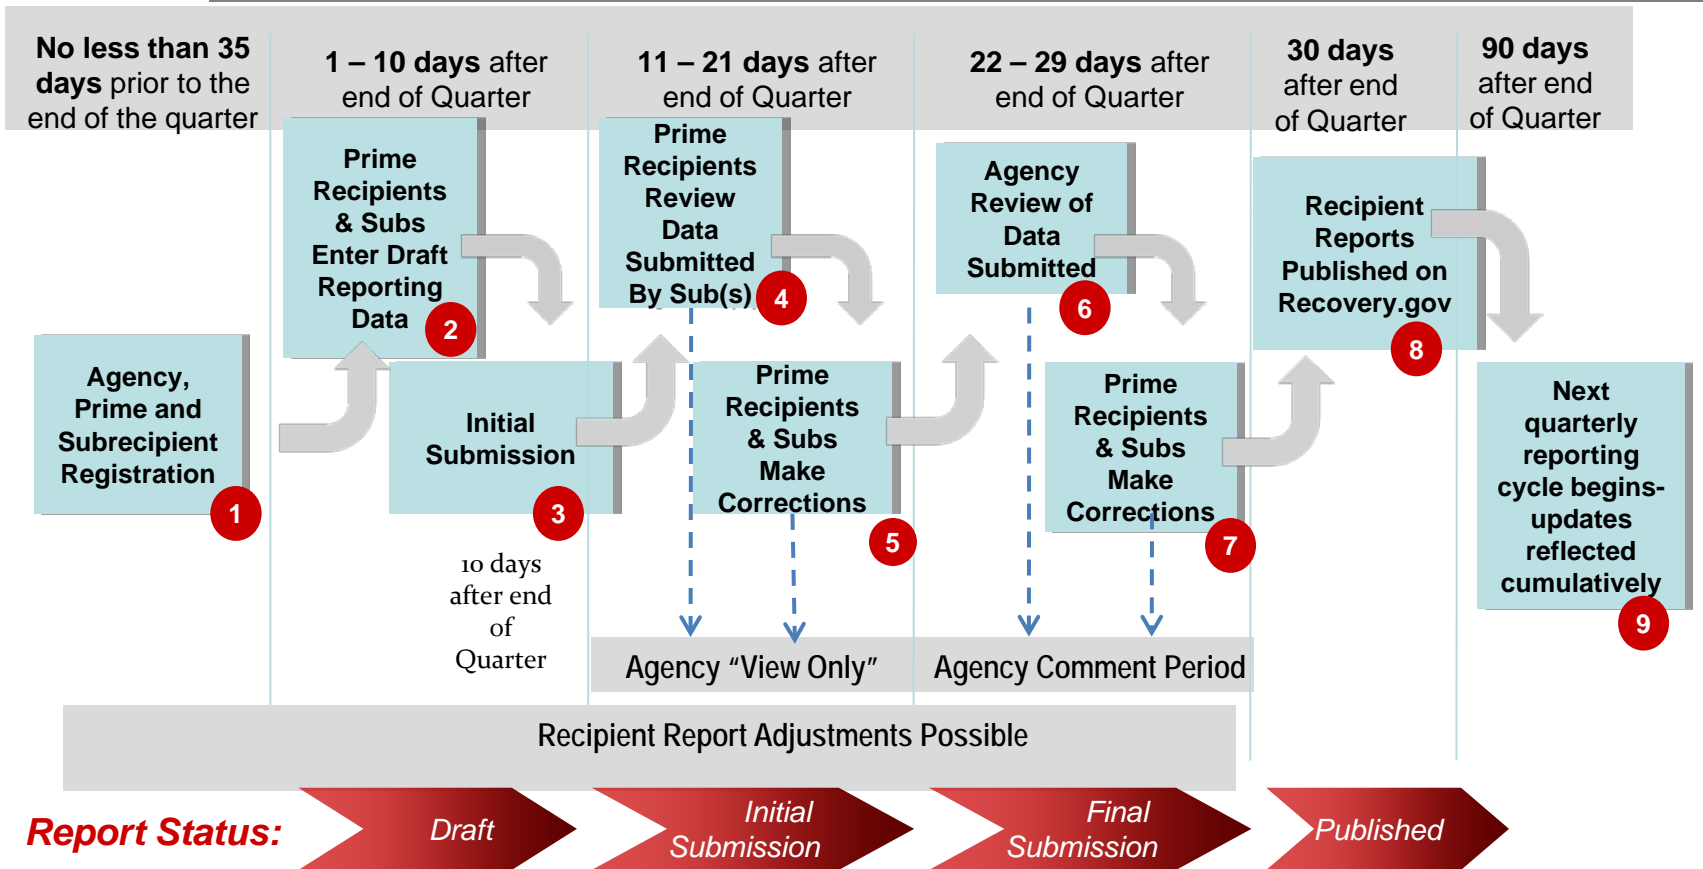 No less than 35
days prior to the
end of the quarter
1 – 10 days after
end of Quarter
11 – 21 days after
end of Quarter
22 – 29 days after
end of Quarter
30 days
after end
of Quarter
90 days
after end
of Quarter
Agency,
Prime and
Subrecipient
Registration
1
Prime
Recipients
& Subs
Enter Draft
Reporting
Data
2
Initial
Submission
3
10 days
after end
of
Quarter
Prime
Recipients
Review
Data
Submitted
By Sub(s)
4
Prime
Recipients
& Subs
Make
Corrections
5
Agency
Review of
Data
Submitted
6
Prime
Recipients
& Subs
Make
Corrections
7
Recipient
Reports
Published on
Recovery.gov
8
Next
quarterly
reporting
cycle begins-
updates
reflected
cumulatively
9
Agency “View Only”
Agency Comment Period
Recipient Report Adjustments Possible
Report Status:
Draft
Initial
Submission
Final
Submission
Published